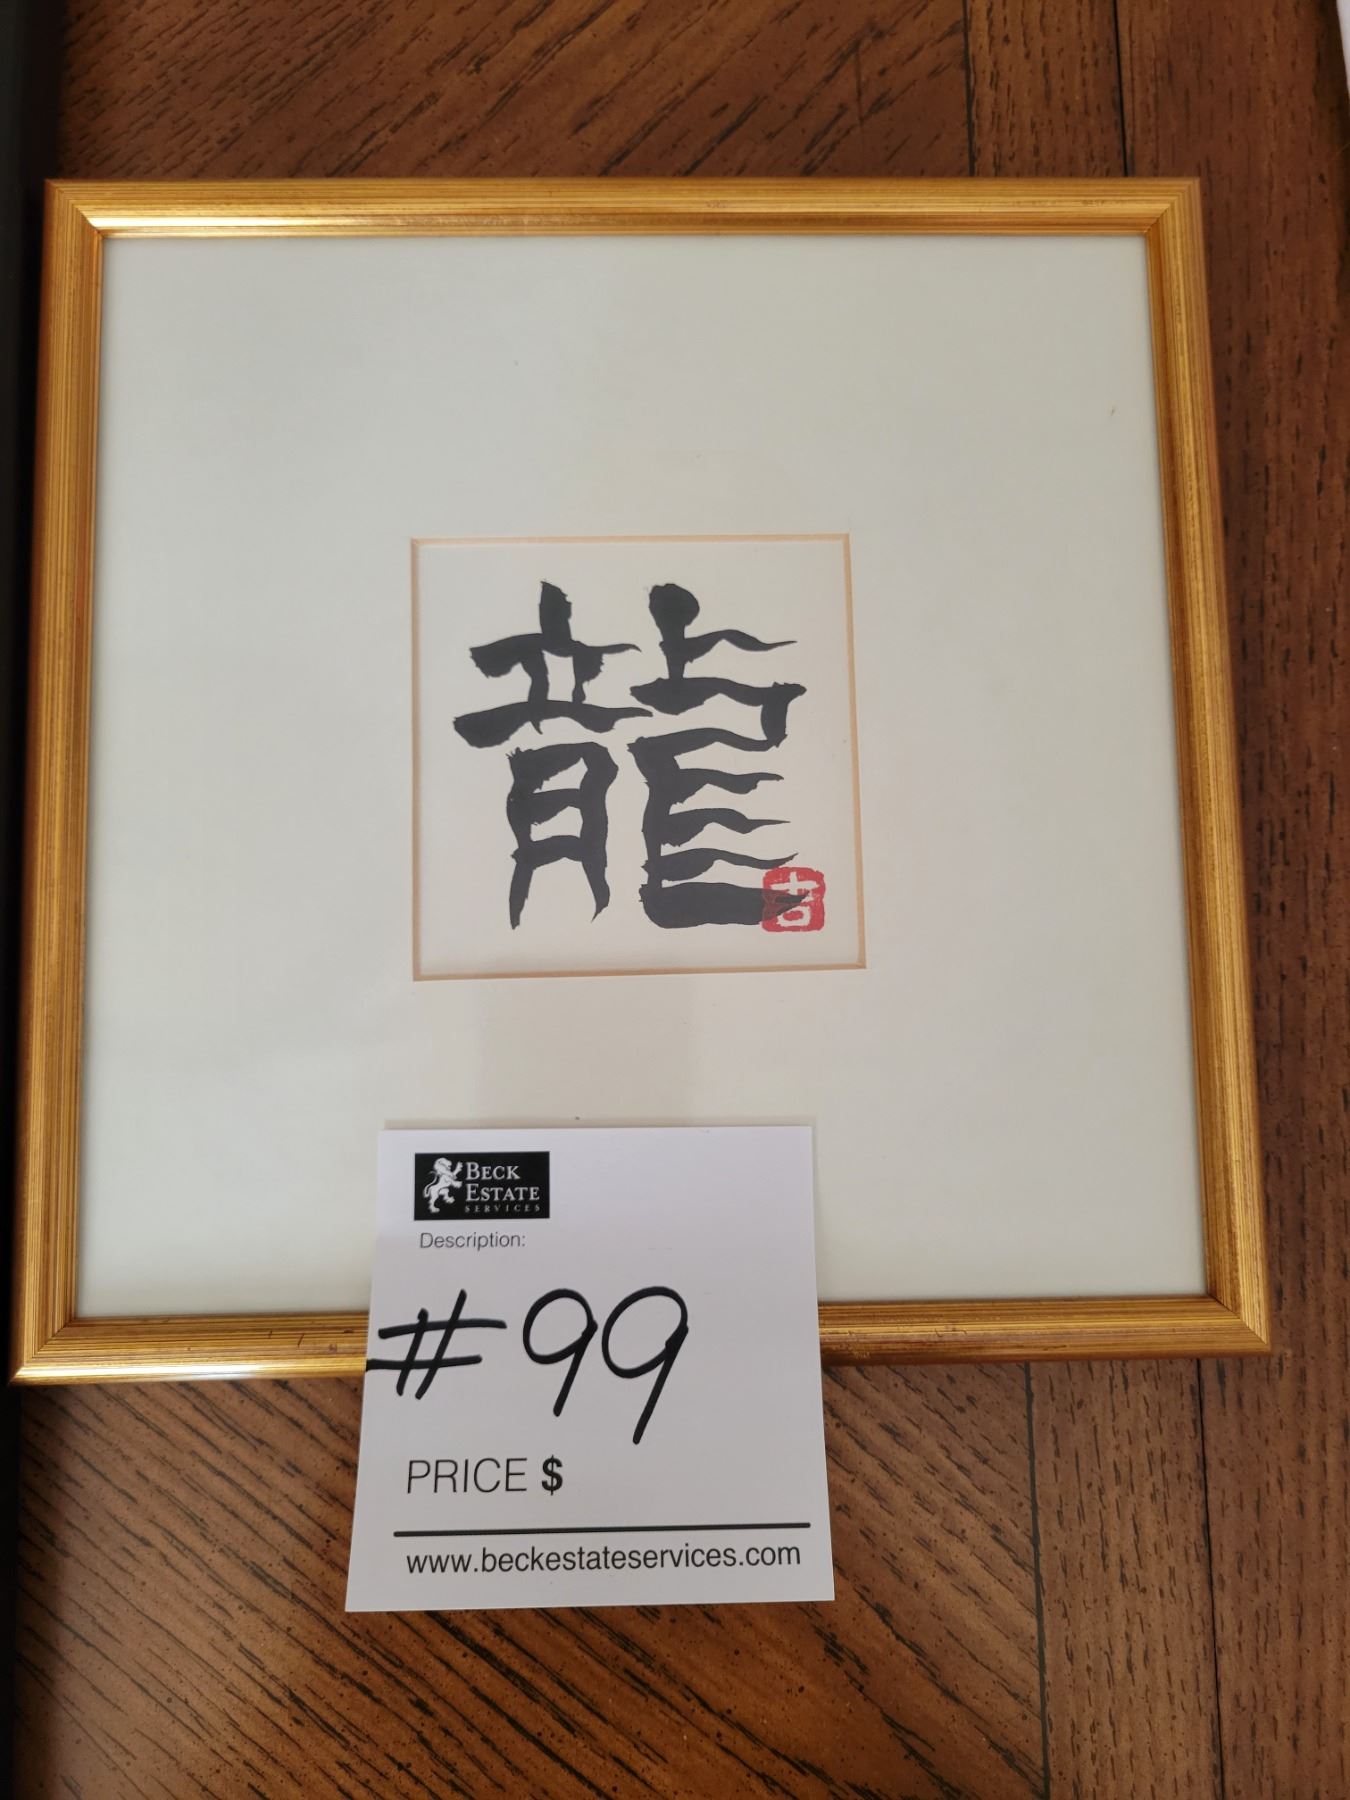 龍
吉
BECK
ESTATE
SERVICES
Description:
#99
PRICE $
www.beckestateservices.com